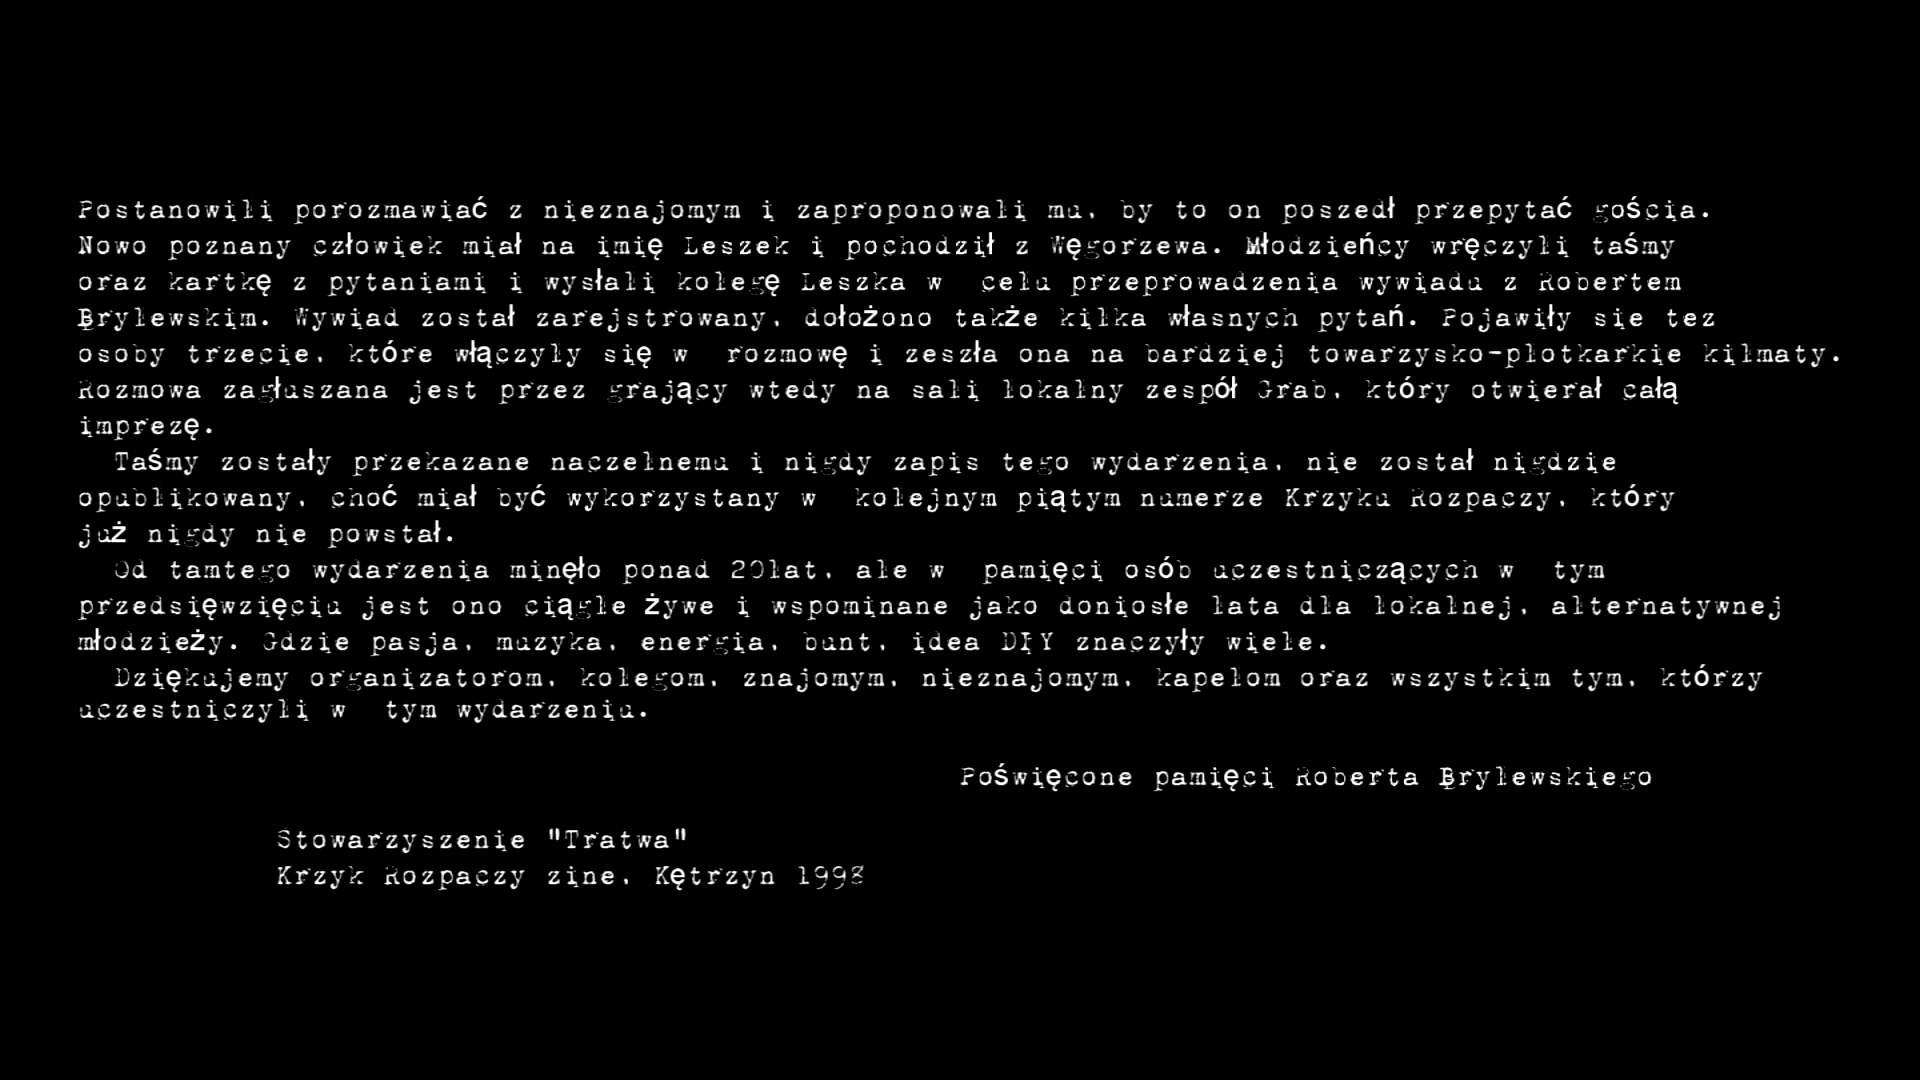 Postanowili porozmawiać z nieznajomym i zaproponowali mu, by to on poszedł przepytać gościa.
Nowo poznany człowiek miał na imię Leszek i pochodził z Węgorzewa. Młodzieńcy wręczyli taśmy
oraz kartkę z pytaniami i wysłali kolegę Leszka w celu przeprowadzenia wywiadu z Robertem
Brylewskim. Wywiad został zarejstrowany, dołożono także kilka własnych pytań. Pojawiły sie tez
osoby trzecie, które włączyly się w rozmowę i zeszła ona na bardziej towarzysko-plotkarkie kilmaty.
Rozmowa zagłuszana jest przez grający wtedy na sali lokalny zespół Grab, który otwierał całą
imprezę.
Taśmy zostały przekazane naczelnemu i nigdy zapis tego wydarzenia, nie został nigdzie
opublikowany, choć miał być wykorzystany w kolejnym piątym numerze Krzyku Rozpaczy, który
już nigdy nie powstał.
Od tamtego wydarzenia minęło ponad 20lat, ale w pamięci osób uczestniczących w tym
przedsięwzięciu jest ono ciągle żywe i wspominane jako doniosłe lata dla lokalnej, alternatywnej
młodzieży. Gdzie pasja, muzyka, energia, bunt, idea DIY znaczyły wiele.
Dziękujemy organizatorom, kolegom, znajomym, nieznajomym, kapelom oraz wszystkim tym, którzy
uczestniczyli w tym wydarzeniu.
Poświęcone pamięci Roberta Brylewskiego
Stowarzyszenie "Tratwa"
Krzyk Rozpaczy zine, Kętrzyn 1998